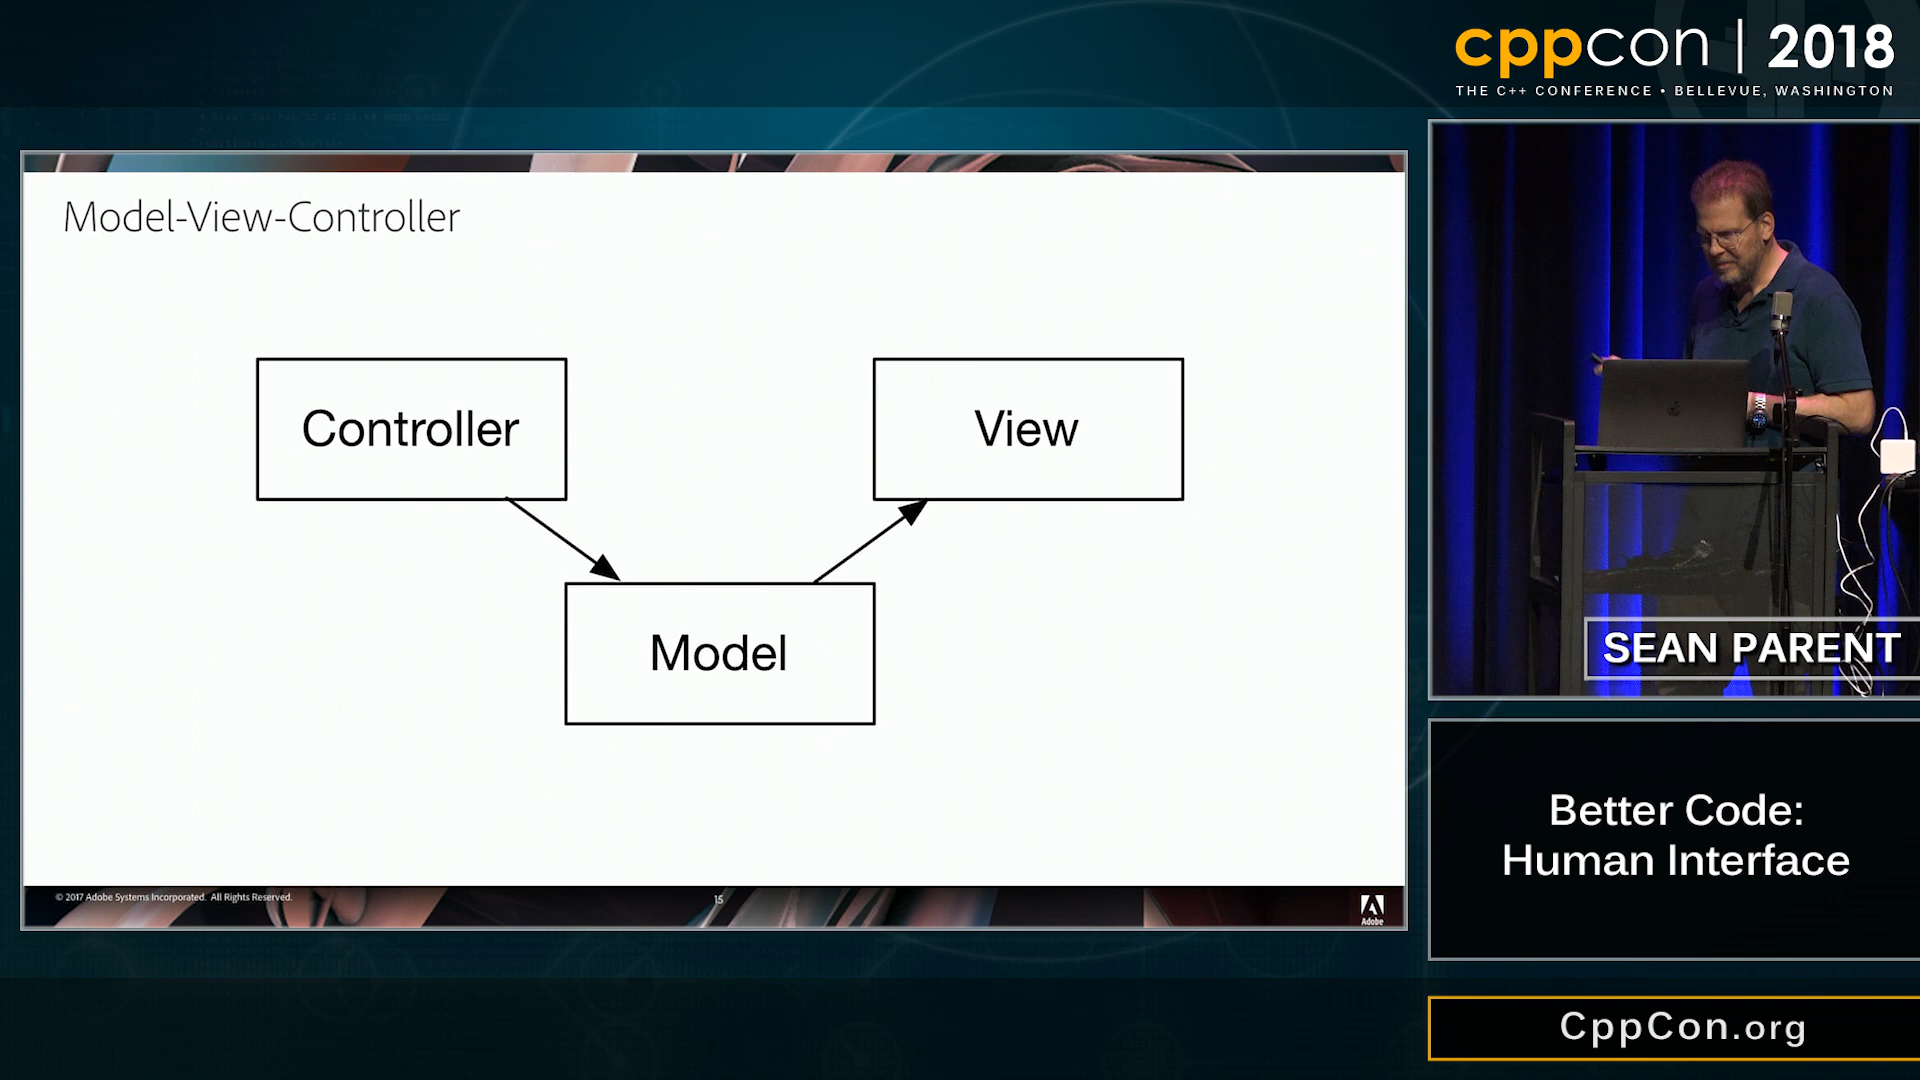 cppcon | 2018
THE C++ CONFERENCE • BELLEVUE, WASHINGTON
Model-View-Controller
Controller
View
Model
© 2017 Adobe Systems Incorporated. All Rights Reserved.
15
Adobe
SEAN PARENT
Better Code:
Human Interface
CppCon.org